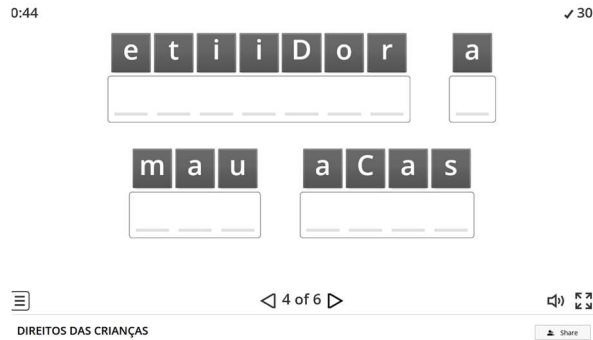 0:44 ✓ 30
e t i i D o r a
m a u a C a s
4 of 6
DIREITOS DAS CRIANÇAS Share